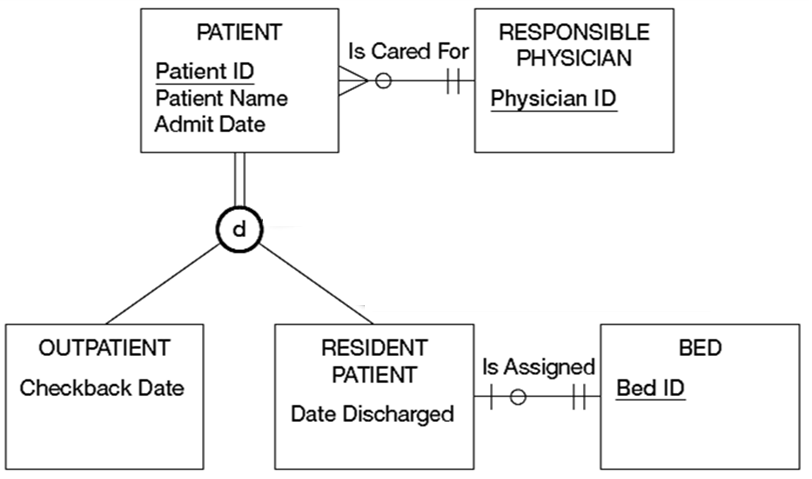 PATIENT
Patient ID
Patient Name
Admit Date
Is Cared For
RESPONSIBLE
PHYSICIAN
Physician ID
d
OUTPATIENT
Checkback Date
RESIDENT
PATIENT
Date Discharged
Is Assigned
BED
Bed ID